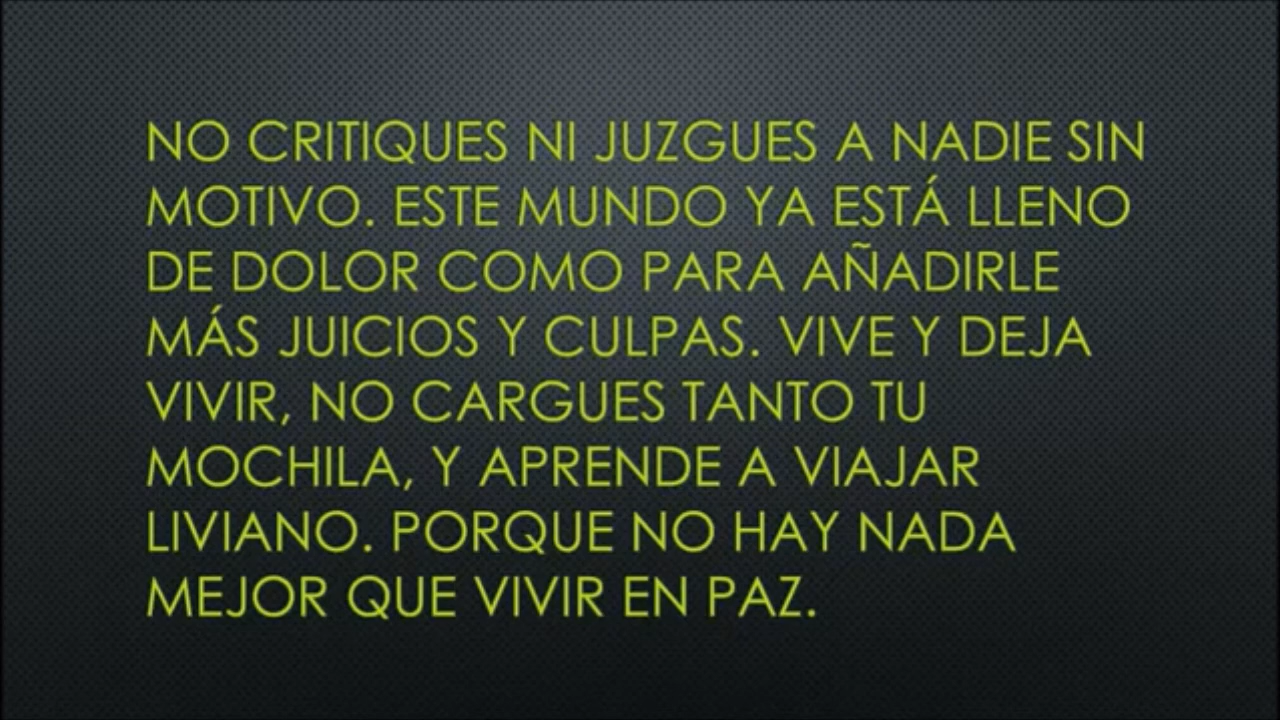 NO CRITIQUES NI JUZGUES A NADIE SIN
MOTIVO. ESTE MUNDO YA ESTÁ LLENO
DE DOLOR COMO PARA AÑADIRLE
MÁS JUICIOS Y CULPAS. VIVE Y DEJA
VIVIR, NO CARGUES TANTO TU
MOCHILA, Y APRENDE A VIAJAR
LIVIANO. PORQUE NO HAY NADA
MEJOR QUE VIVIR EN PAZ.